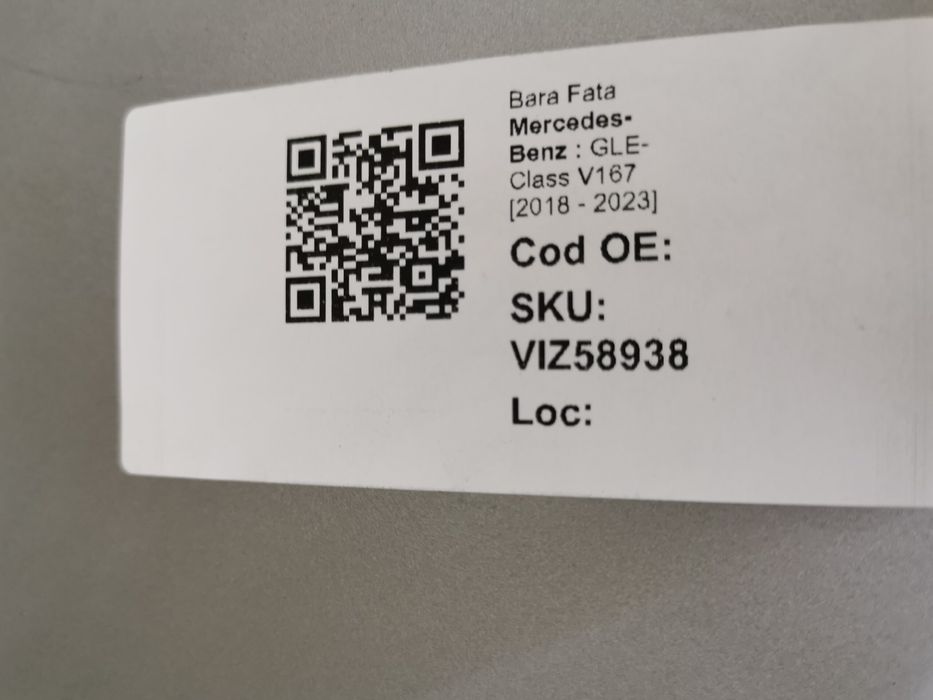 Bara Fata
Mercedes-
Benz : GLE-
Class V167
[2018 - 2023]
Cod OE:
SKU:
VIZ58938
Loc: